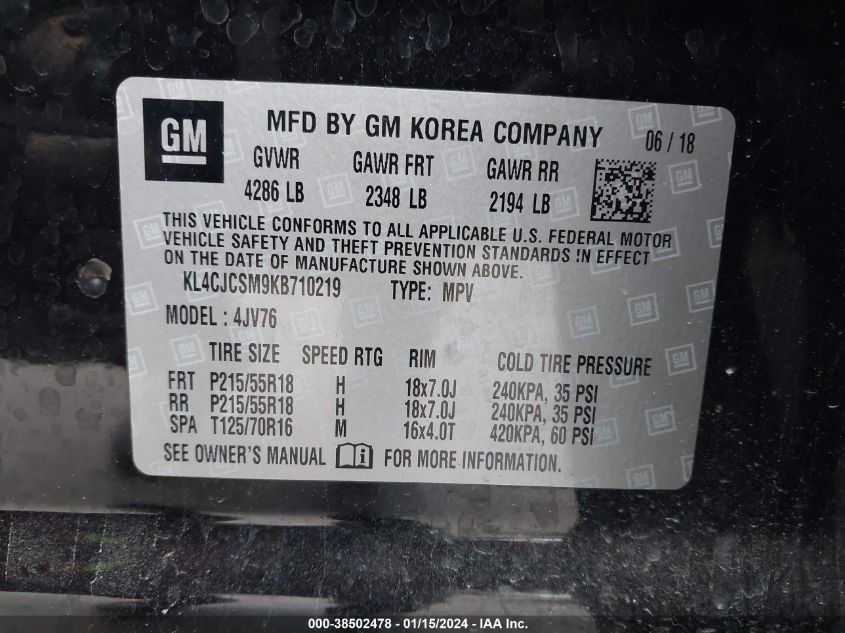 GM MFD BY GM KOREA COMPANY 06 / 18
GVWR GAWR FRT GAWR RR
4286 LB 2348 LB 2194 LB
THIS VEHICLE CONFORMS TO ALL APPLICABLE U.S. FEDERAL MOTOR
VEHICLE SAFETY AND THEFT PREVENTION STANDARDS IN EFFECT
ON THE DATE OF MANUFACTURE SHOWN ABOVE.
KL4CJCSM9KB710219 TYPE: MPV
MODEL : 4JV76
TIRE SIZE SPEED RTG RIM COLD TIRE PRESSURE
FRT P215/55R18 H 18x7.0J 240KPA, 35 PSI
RR P215/55R18 H 18x7.0J 240KPA, 35 PSI
SPA T125/70R16 M 16x4.0T 420KPA, 60 PSI
SEE OWNER'S MANUAL FOR MORE INFORMATION.
000-38502478 - 01/15/2024 - IAA Inc.